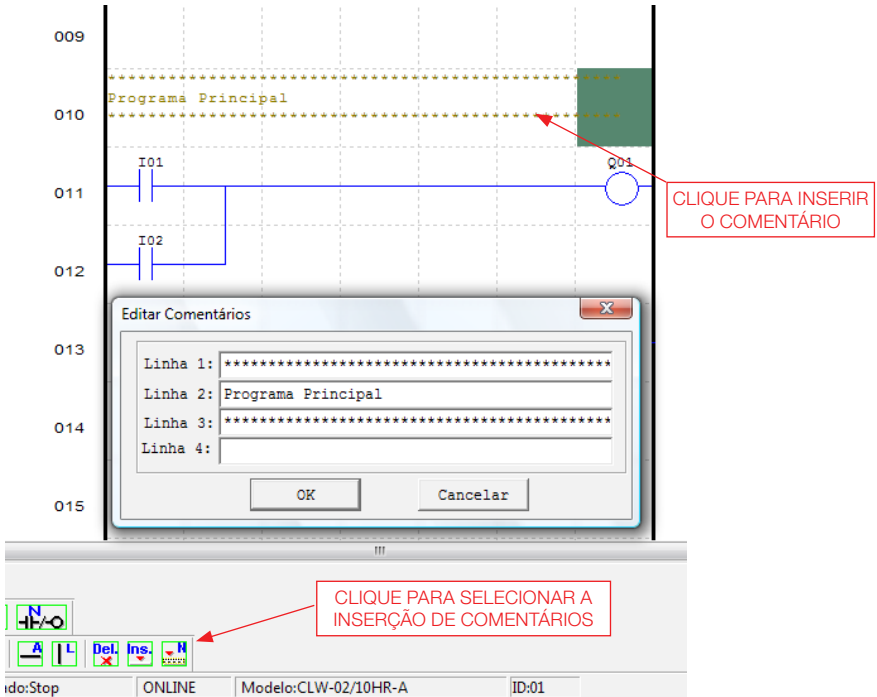 009
****************************************************
Programa Principal
010 ****************************************************
I01 Q01
011
CLIQUE PARA INSERIR
O COMENTÁRIO
I02
012
Editar Comentários X
013
Linha 1: *******************************************
Linha 2: Programa Principal
Linha 3: *******************************************
014
Linha 4:
OK Cancelar
015
CLIQUE PARA SELECIONAR A
INSERÇÃO DE COMENTÁRIOS
N
A L Del. Ins. N
do:Stop ONLINE Modelo:CLW-02/10HR-A ID:01